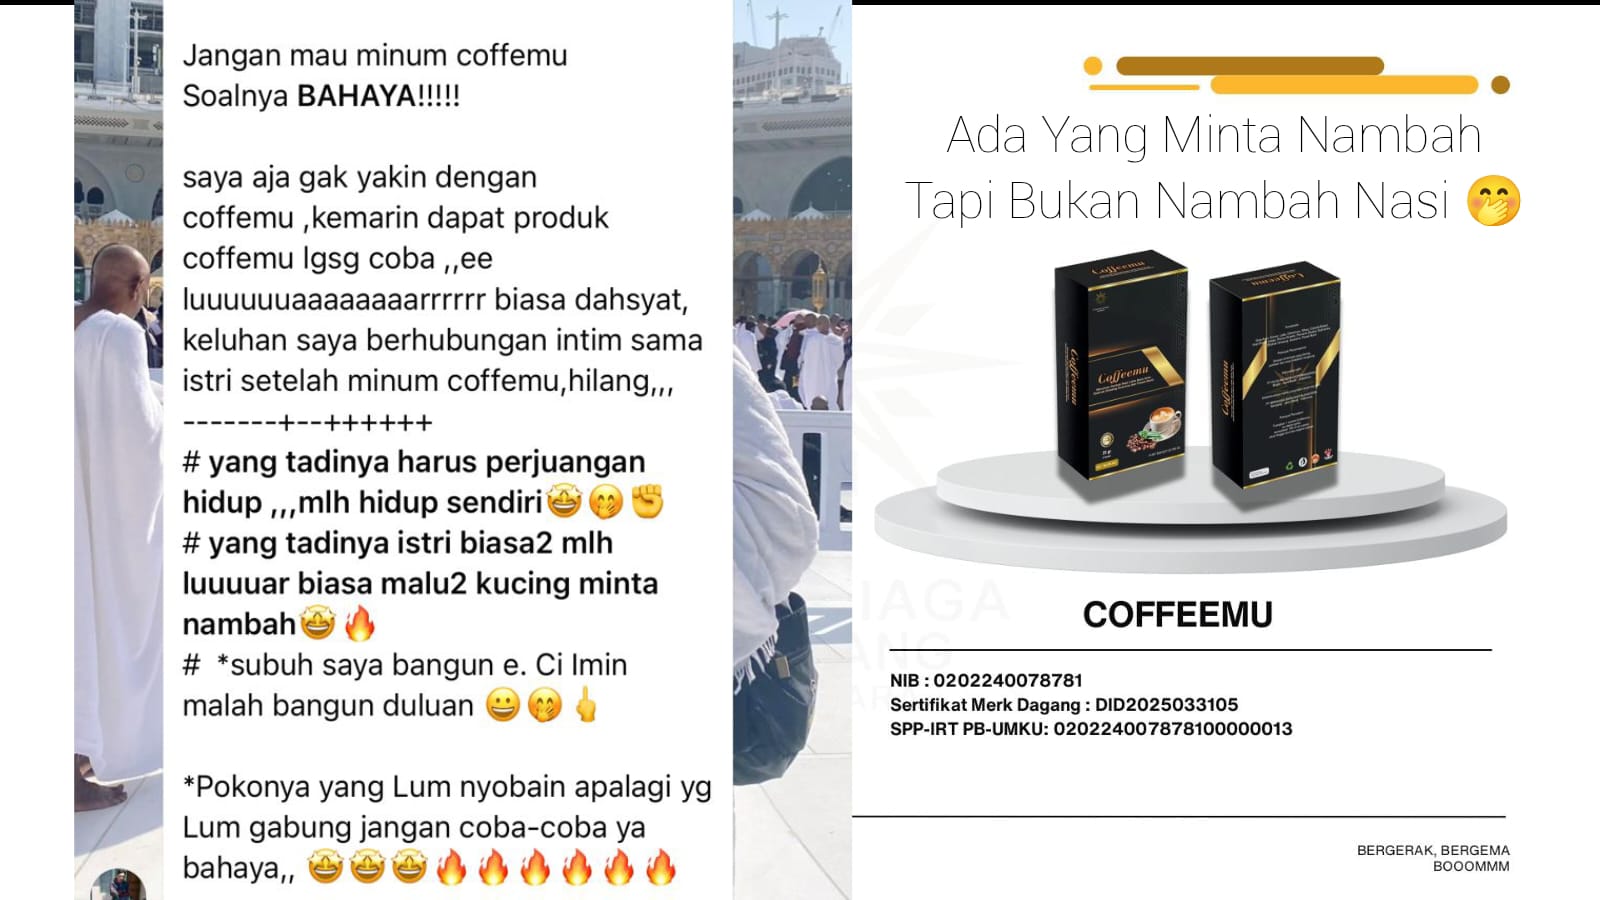 Jangan mau minum coffemu
Soalnya BAHAYA!!!!!
saya aja gak yakin dengan
coffemu ,kemarin dapat produk
coffemu lgsg coba ,,ee
luuuuuuaaaaaaaarrrrrr biasa dahsyat,
keluhan saya berhubungan intim sama
istri setelah minum coffemu,hilang,,,
-------+--++++++
# yang tadinya harus perjuangan
hidup ,,,mlh hidup sendiri🤩🤭✊
# yang tadinya istri biasa2 mlh
luuuuar biasa malu2 kucing minta
nambah🤩🔥
# *subuh saya bangun e. Ci Imin
malah bangun duluan 😀🤭🖕
*Pokonya yang Lum nyobain apalagi yg
Lum gabung jangan coba-coba ya
bahaya,, 🤩🤩🤩🔥🔥🔥🔥🔥🔥
Ada Yang Minta Nambah
Tapi Bukan Nambah Nasi 🤭
Coffeemu
Coffeemu
Coffeemu
Coffeemu
Coffeemu
COFFEEMU
NIB : 0202240078781
Sertifikat Merk Dagang : DID2025033105
SPP-IRT PB-UMKU: 020224007878100000013
BERGERAK, BERGEMA
BOOOMMM